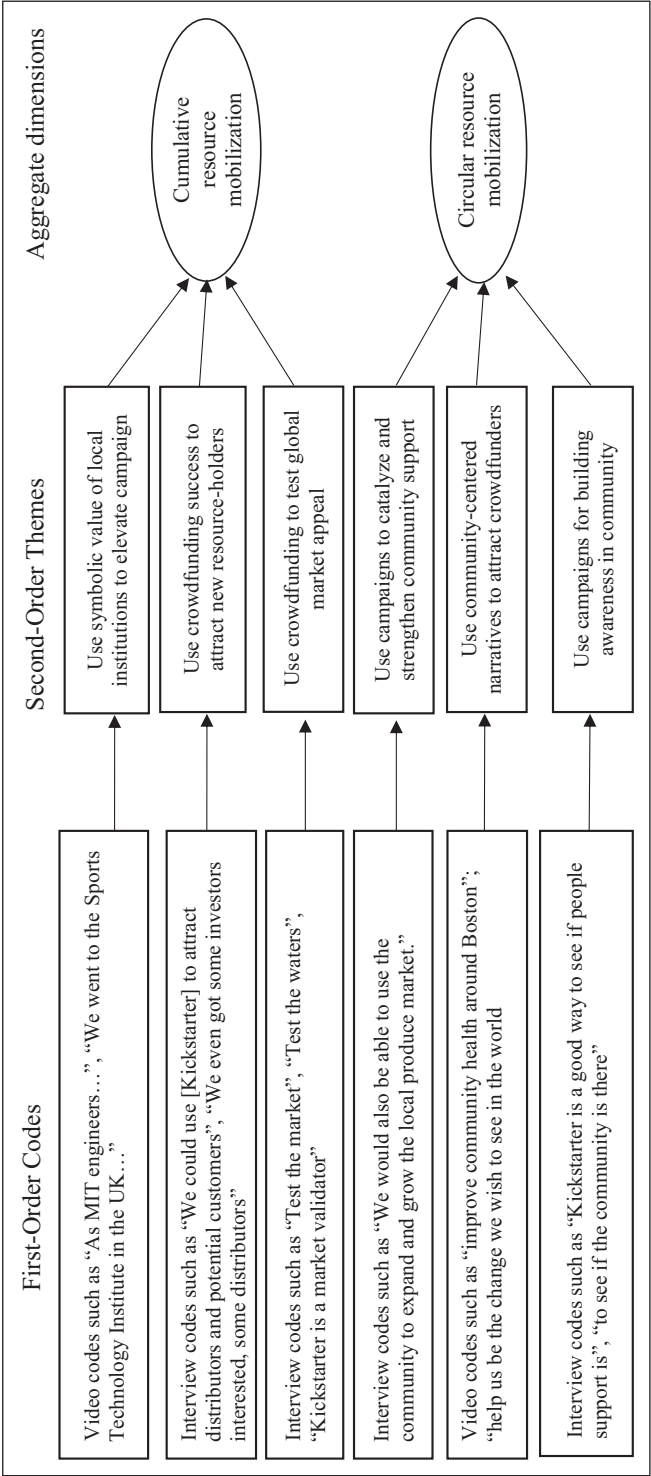 First-Order Codes
Second-Order Themes
Aggregate dimensions
Video codes such as “As MIT engineers…”, “We went to the Sports
Technology Institute in the UK…”
Use symbolic value of local
institutions to elevate campaign
Interview codes such as “We could use [Kickstarter] to attract
distributors and potential customers”, “We even got some investors
interested, some distributors”
Use crowdfunding success to
attract new resource-holders
Interview codes such as “Test the market”, “Test the waters”,
“Kickstarter is a market validator”
Use crowdfunding to test global
market appeal
Cumulative
resource
mobilization
Interview codes such as “We would also be able to use the
community to expand and grow the local produce market.”
Use campaigns to catalyze and
strengthen community support
Video codes such as “improve community health around Boston”;
“help us be the change we wish to see in the world
Use community-centered
narratives to attract crowdfunders
Interview codes such as “Kickstarter is a good way to see if people
support is”, “to see if the community is there”
Use campaigns for building
awareness in community
Circular resource
mobilization